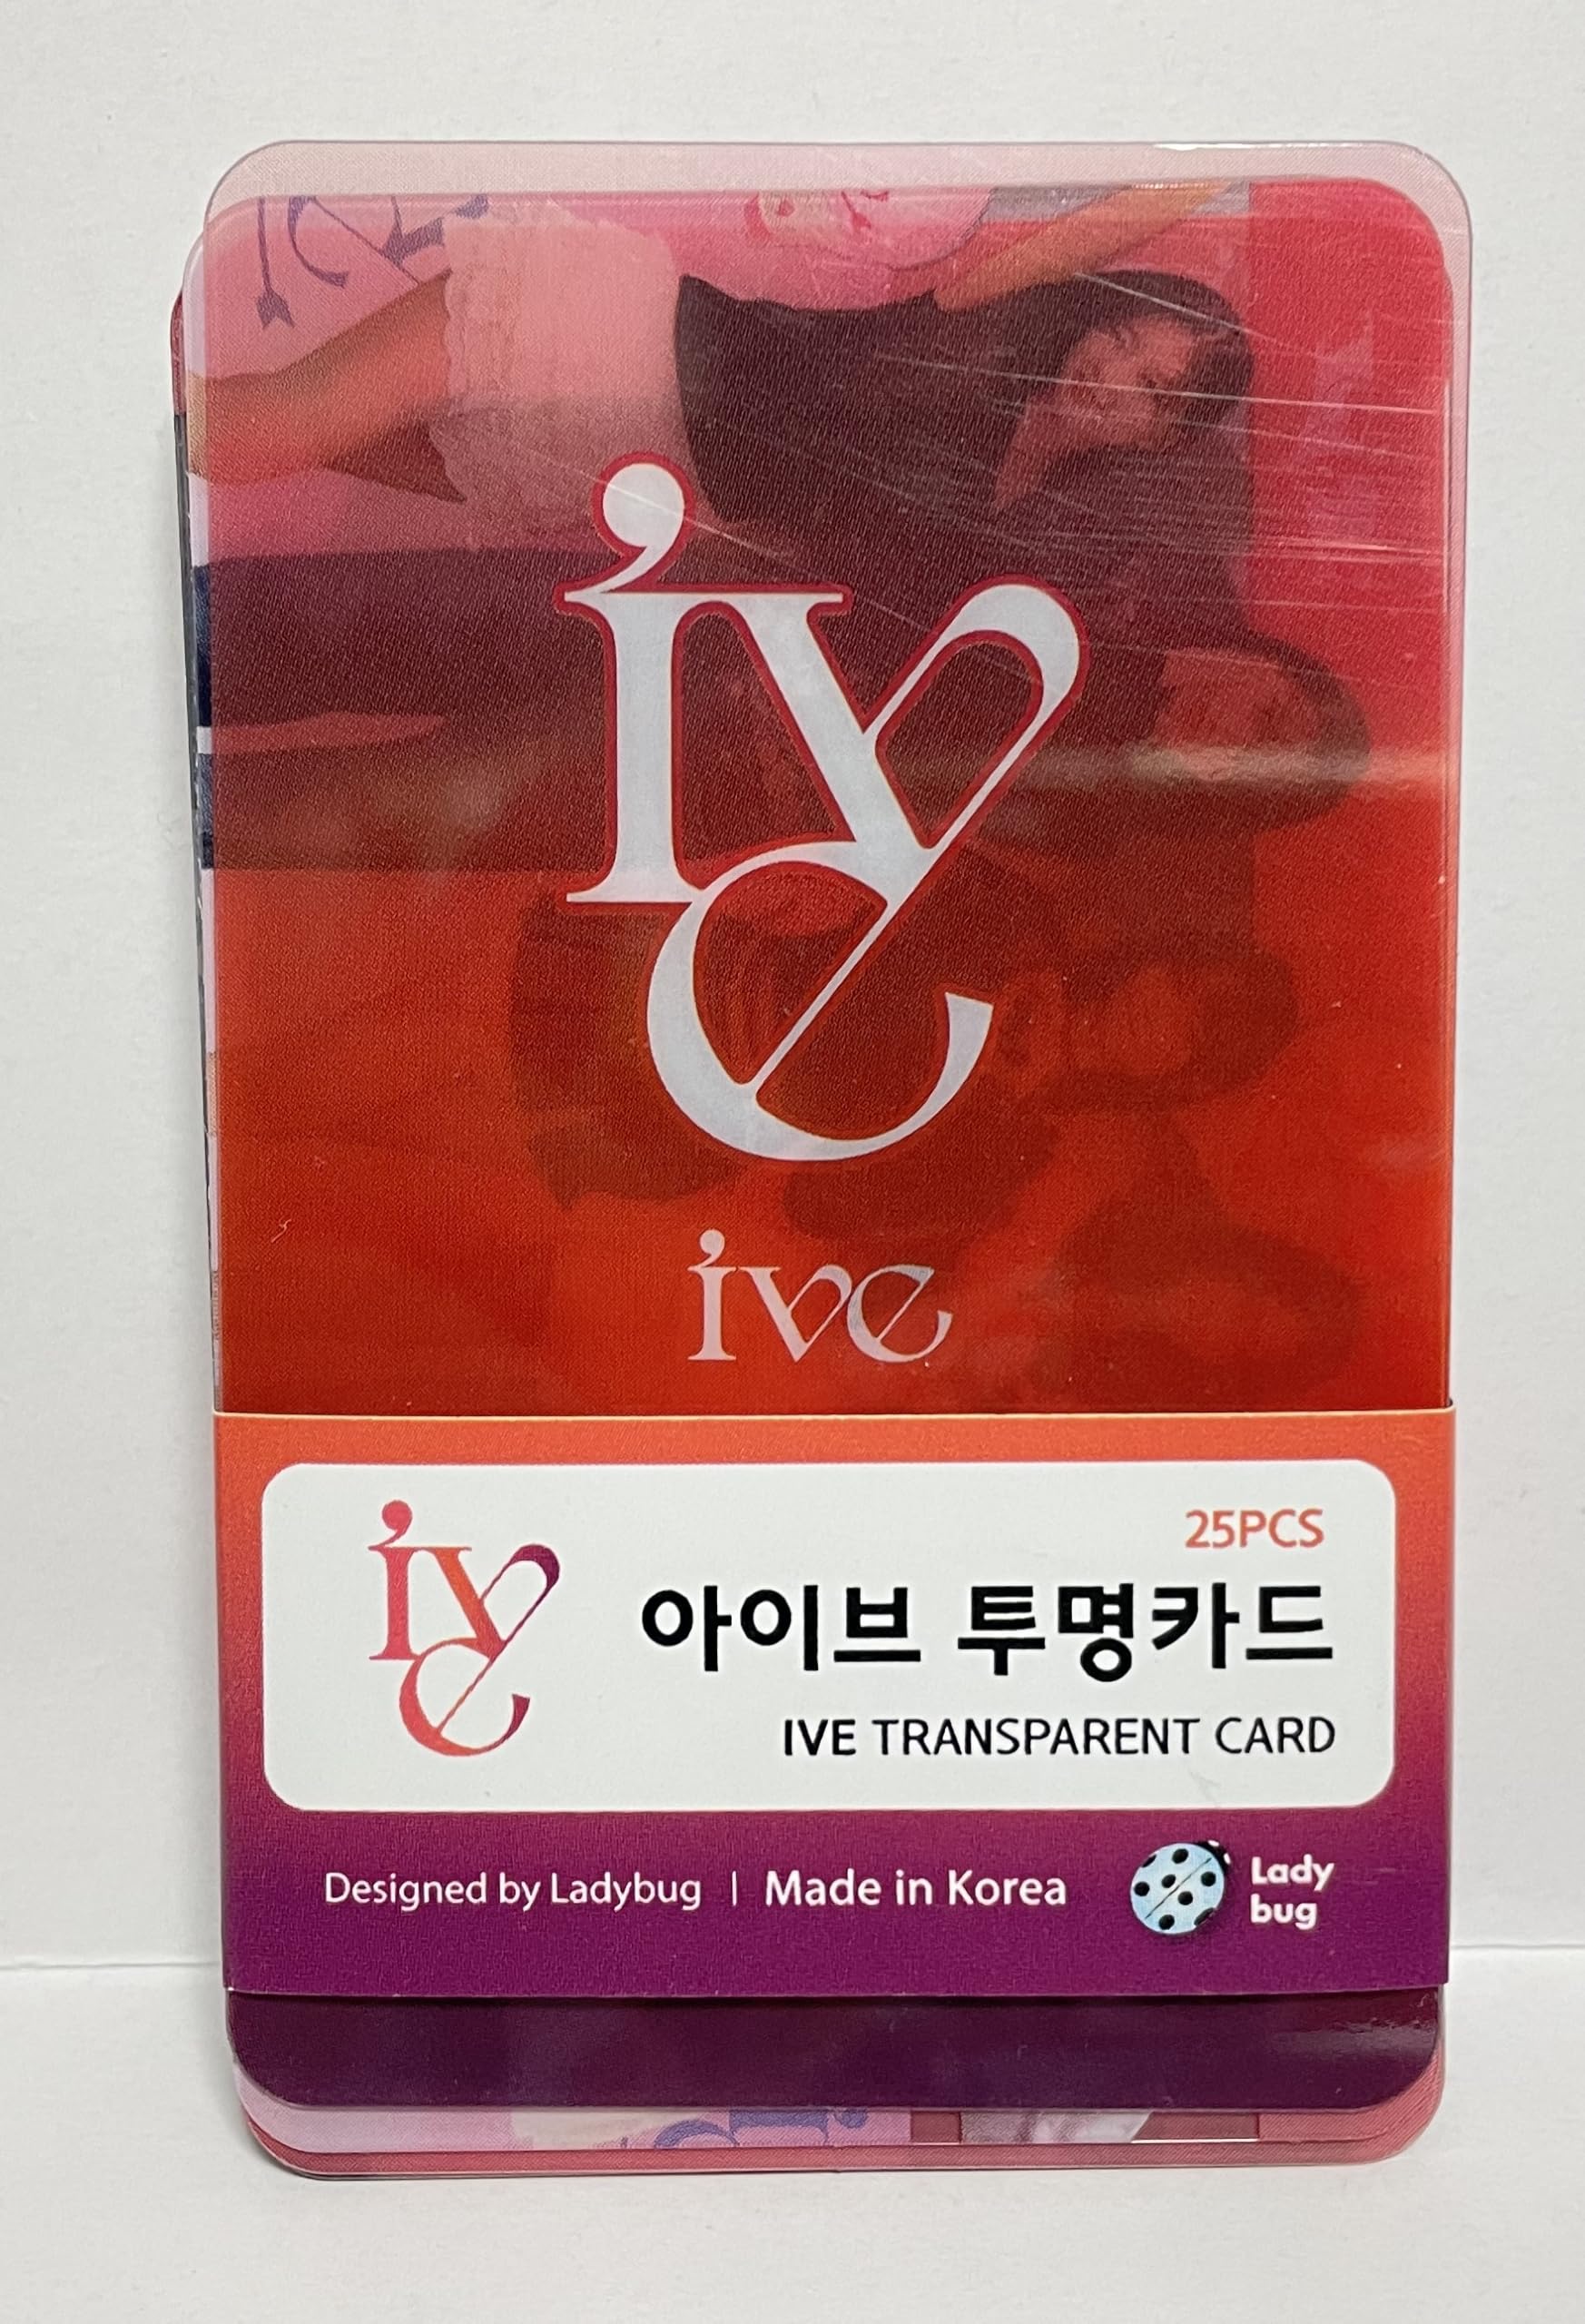 ive
ive
ive
25PCS
아이브 투명카드
IVE TRANSPARENT CARD
Designed by Ladybug | Made in Korea
Lady
bug